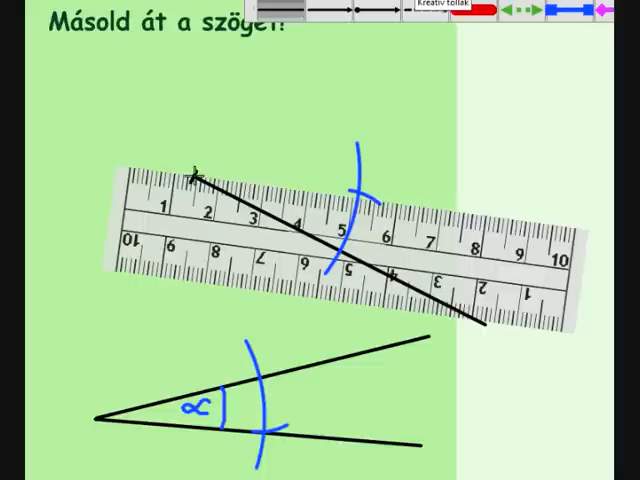 Kreatív tollak
Másold át a szöget!
1 2 3 4 5 6 7 8 9 10
10 9 8 7 6 5 4 3 2 1
α